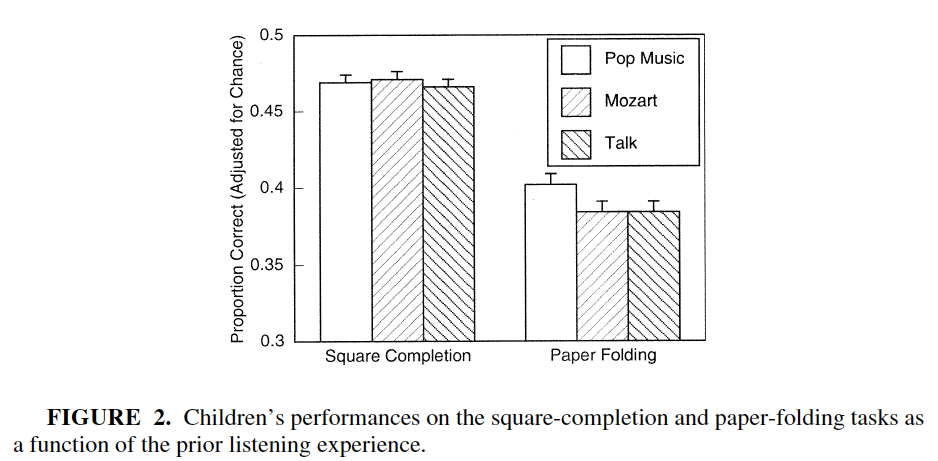 Proportion Correct (Adjusted for Chance)
0.5
0.45
0.4
0.35
0.3
Pop Music
Mozart
Talk
Square Completion
Paper Folding
FIGURE 2. Children’s performances on the square-completion and paper-folding tasks as
a function of the prior listening experience.